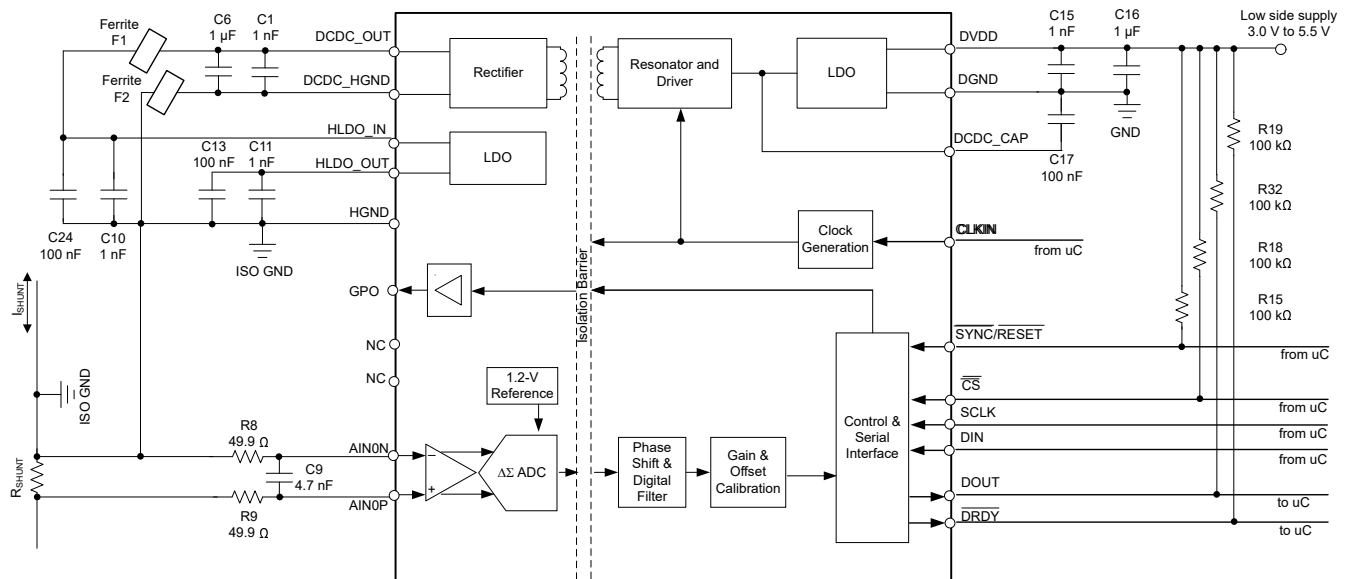 Ferrite
F1
Ferrite
F2
C6
1 µF
C1
1 nF
DCDC_OUT
DCDC_HGND
HLDO_IN
C13
100 nF
C11
1 nF
HLDO_OUT
HGND
C24
100 nF
C10
1 nF
ISO GND
GPO
NC
NC
ISHUNT
ISO GND
RSHUNT
R8
49.9 Ω
AIN0N
C9
4.7 nF
AIN0P
R9
49.9 Ω
Rectifier
LDO
Resonator and
Driver
LDO
Isolation Barrier
Clock
Generation
1.2-V
Reference
ΔΣ ADC
Phase
Shift &
Digital
Filter
Gain &
Offset
Calibration
Control &
Serial
Interface
DVDD
DGND
DCDC_CAP
CLKIN
from uC
C15
1 nF
C16
1 µF
Low side supply
3.0 V to 5.5 V
GND
C17
100 nF
R19
100 kΩ
R32
100 kΩ
R18
100 kΩ
R15
100 kΩ
SYNC/RESET
from uC
CS
from uC
SCLK
from uC
DIN
from uC
DOUT
to uC
DRDY
to uC
−
+